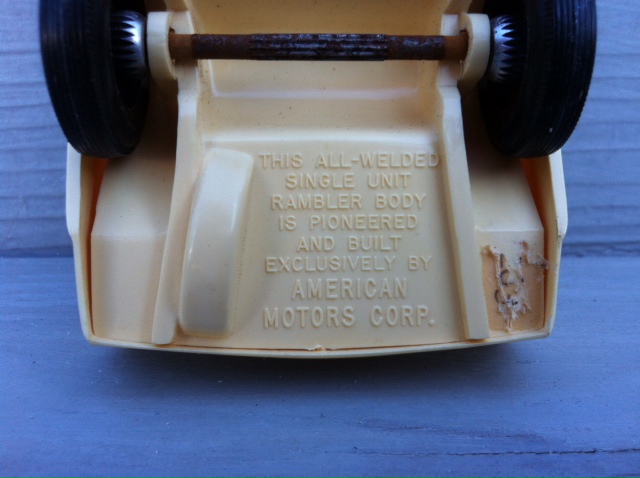 THIS ALL-WELDED
SINGLE UNIT
RAMBLER BODY
IS PIONEERED
AND BUILT
EXCLUSIVELY BY
AMERICAN
MOTORS CORP.